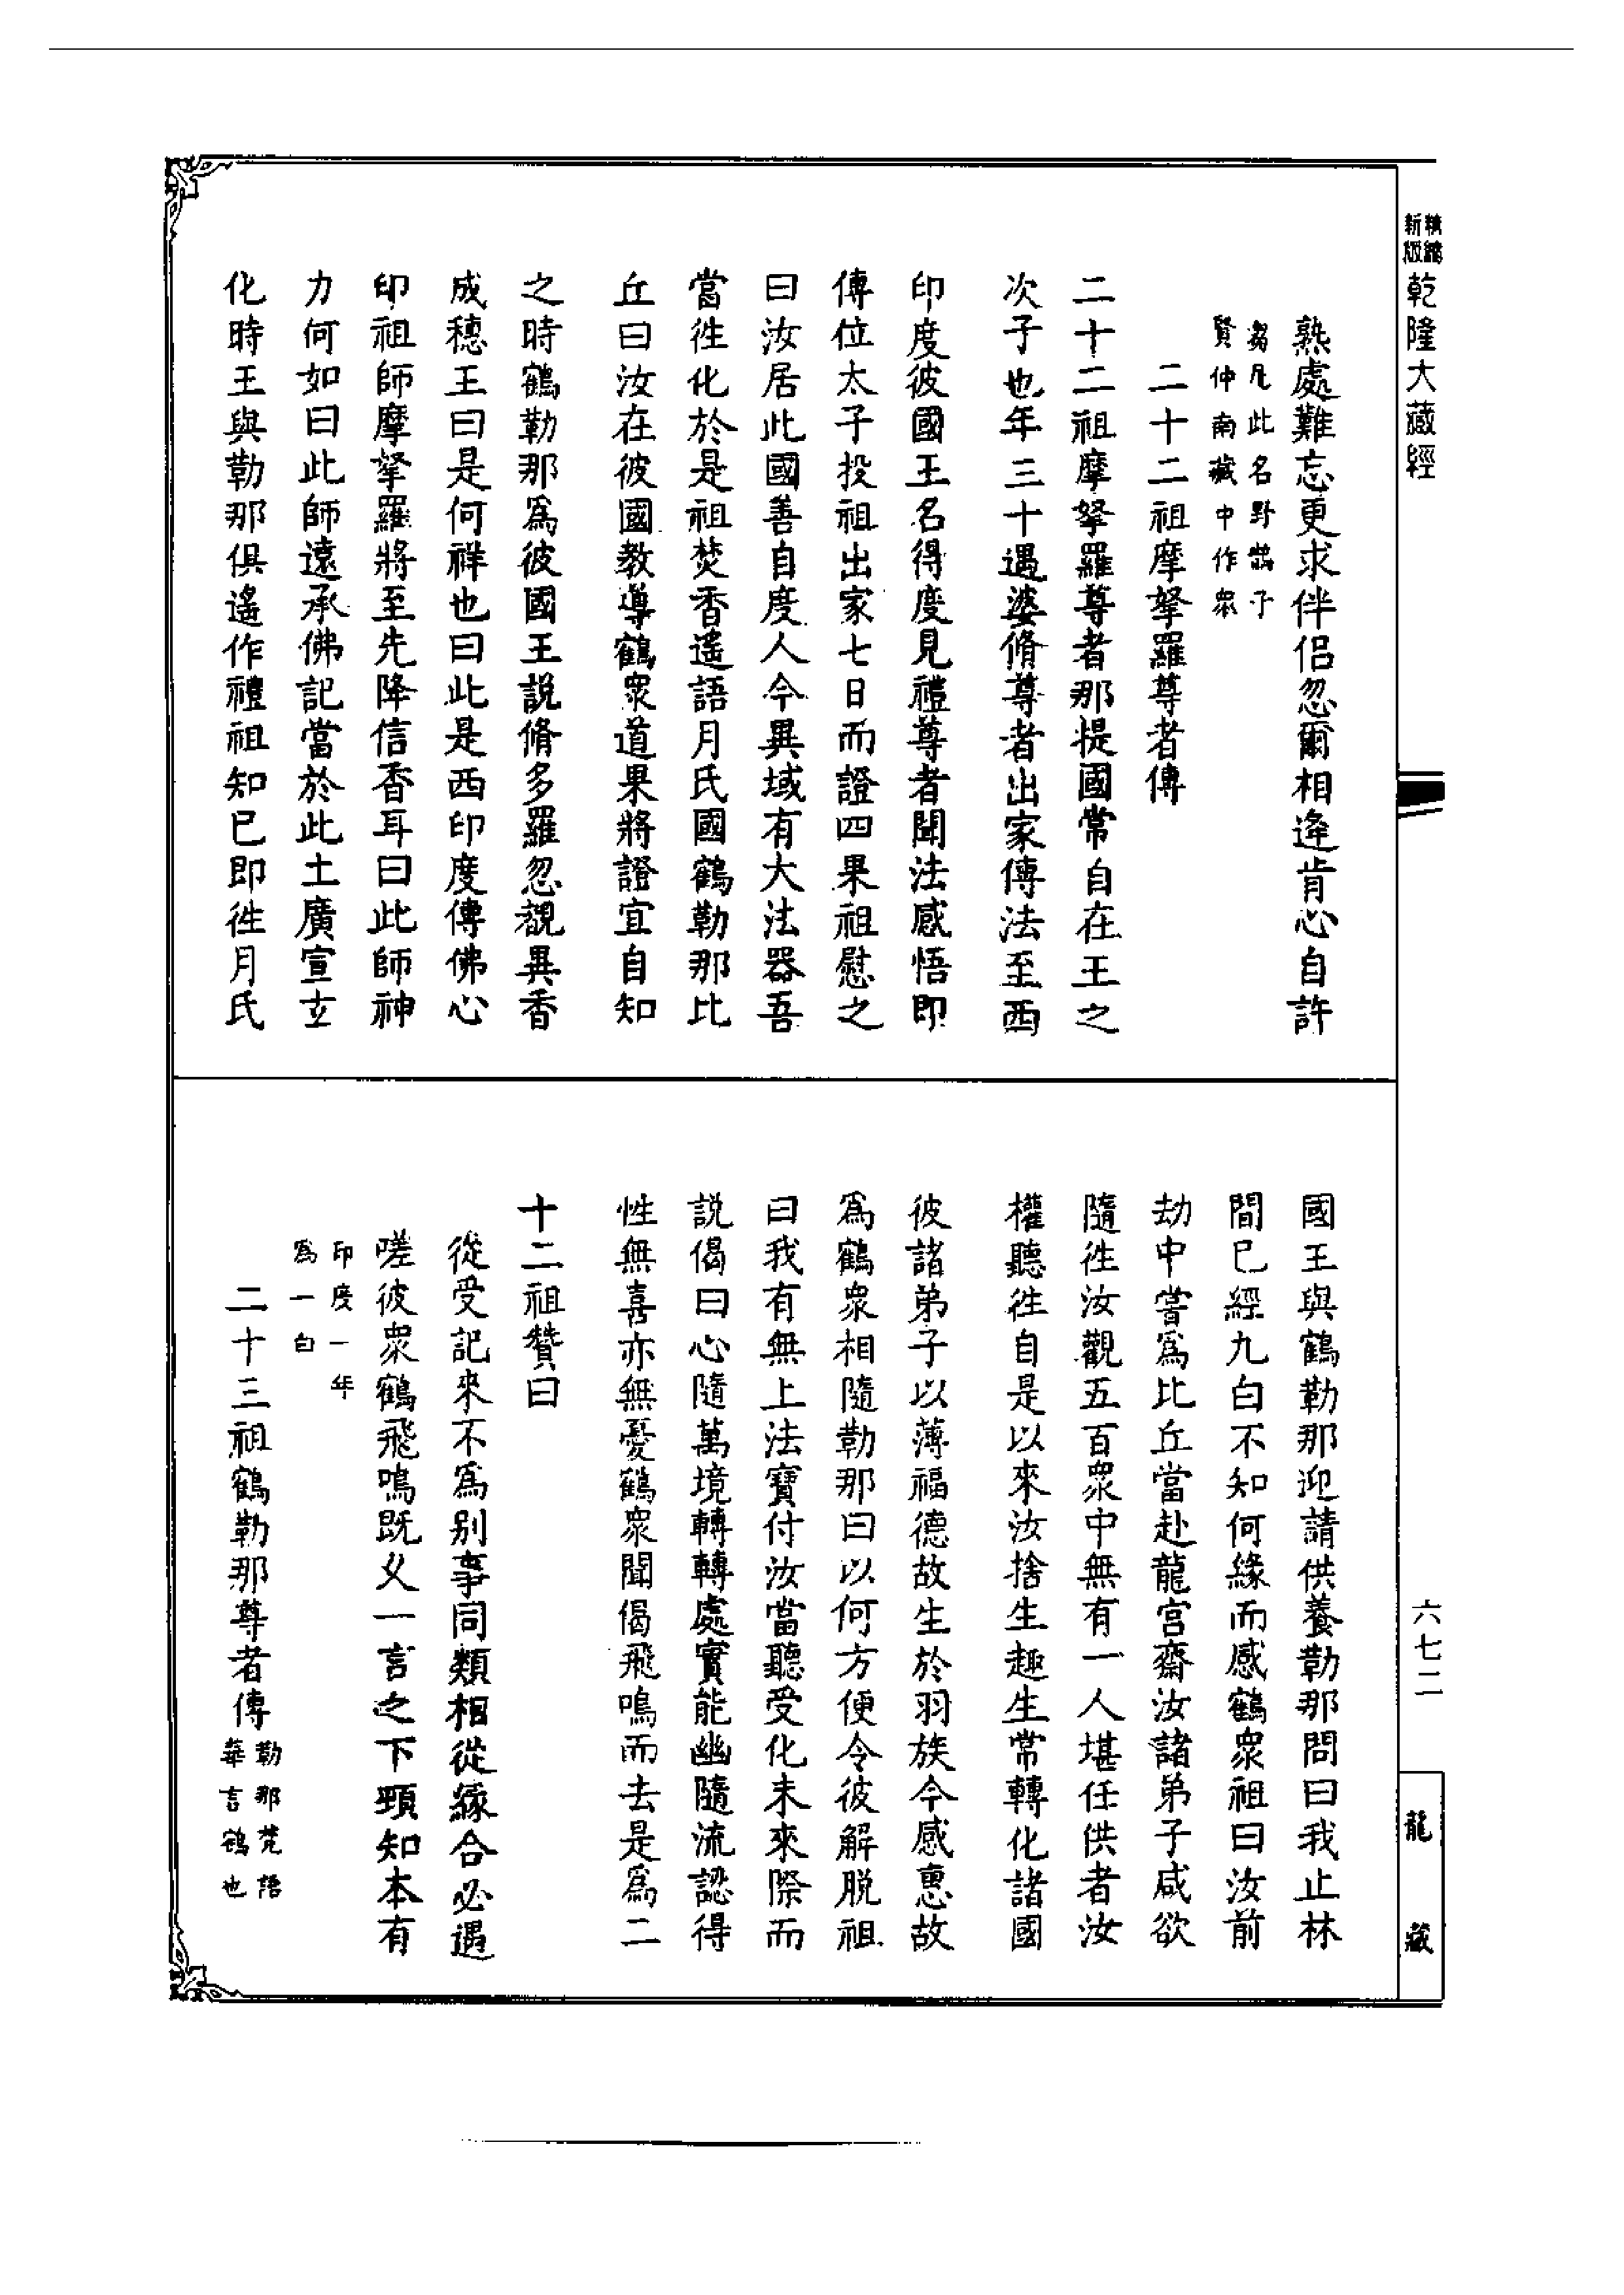 精縮
新版
乾隆大藏經
熟處難忘更求伴侶忽爾相逢肯心自許
芻尼此名野鵲子
賢仲南藏中作眾
二十二祖摩拏羅尊者傳
二十二祖摩拏羅尊者那提國常自在王之
次子也年三十遇婆脩尊者出家傳法至西
印度彼國王名得度見禮尊者聞法感悟即
傳位太子投祖出家七日而證四果祖慰之
曰汝居此國善自度人今異域有大法器吾
當徃化於是祖焚香遙語月氏國鶴勒那比
丘曰汝在彼國教導鶴眾道果將證宜自知
之時鶴勒那爲彼國王說脩多羅忽覩異香
成穗王曰是何祥也曰此是西印度傳佛心
印祖師摩拏羅將至先降信香耳曰此師神
力何如曰此師遠承佛記當於此土廣宣玄
化時王與勒那俱遙作禮祖知已即徃月氏
國王與鶴勒那迎請供養勒那問曰我止林
間已經九白不知何緣而感鶴眾祖曰汝前
劫中嘗爲比丘當赴龍宮齋汝諸弟子咸欲
隨徃汝觀五百眾中無有一人堪任供者汝
權聽徃自是以來汝捨生趣生常轉化諸國
彼諸弟子以薄福德故生於羽族今感惠故
爲鶴眾相隨勒那曰以何方便令彼解脫祖
曰我有無上法寶付汝當聽受化未來際而
說偈曰心隨萬境轉轉處實能幽隨流認得
性無喜亦無憂鶴眾聞偈飛鳴而去是爲二
十二祖贊曰
從受記來不爲別事同類相從緣合必遇
嗟彼眾鶴飛鳴既久一言之下頸知本有
印度一年
爲一白
二十三祖鶴勒那尊者傳
勒那梵語
華言鶴也
六七二
龍藏